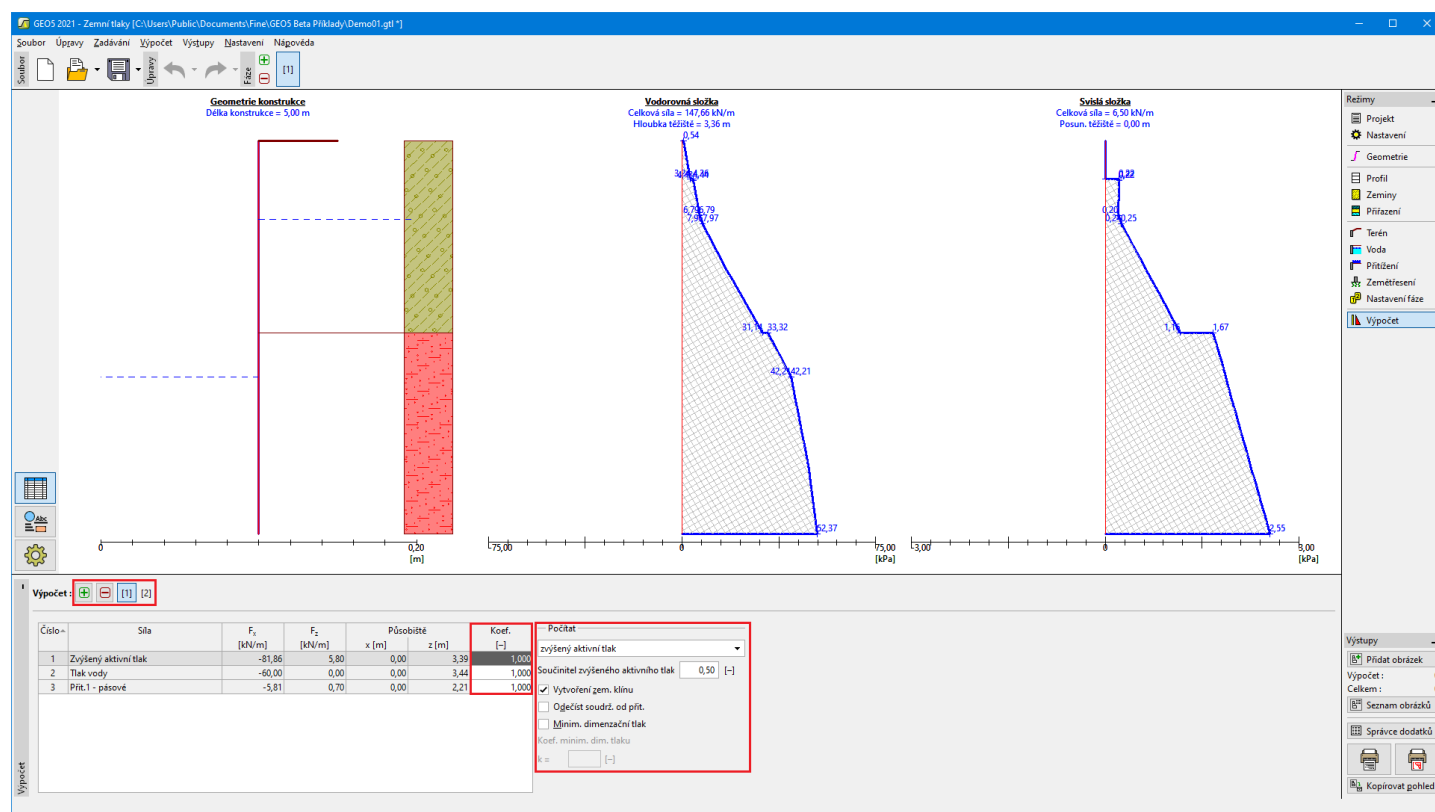 GEO5 2021 - Zemní tlaky [C:\Users\Public\Documents\Fine\GEO5 Beta Příklady\Demo01.gtl *]
Soubor Úpravy Zadávání Výpočet Výstupy Nastavení Nápověda
Soubor
Úpravy
Fáze
[1]
Geometrie konstrukce
Délka konstrukce = 5,00 m
0
0,20
[m]
Vodorovná složka
Celková síla = 147,66 kN/m
Hloubka těžiště = 3,36 m
0,54
6,79 6,79
7,97
31,14 33,32
42,21 42,21
52,37
-75,00
0
75,00
[kPa]
Svislá složka
Celková síla = 6,50 kN/m
Posun. těžiště = 0,00 m
0,22
0,20
0,25
1,67
2,55
-3,00
0
3,00
[kPa]
Režimy
Projekt
Nastavení
Geometrie
Profil
Zeminy
Přiřazení
Terén
Voda
Přitížení
Zemětřesení
Nastavení fáze
Výpočet
Výpočet : [1] [2]
Číslo Síla Fx Fz Působiště Koef.
[kN/m] [kN/m] x [m] z [m] [–]
1 Zvýšený aktivní tlak -81,86 5,80 0,00 3,39 1,000
2 Tlak vody -60,00 0,00 0,00 3,44 1,000
3 Přit.1 - pásové -5,81 0,70 0,00 2,21 1,000
Počítat
zvýšený aktivní tlak
Součinitel zvýšeného aktivního tlak 0,50 [–]
Vytvoření zem. klínu
Odečíst soudrž. od přit.
Minim. dimenzační tlak
Koef. minim. dim. tlaku
k = [–]
Výpočet
Výstupy
Přidat obrázek
Výpočet :
Celkem :
Seznam obrázků
Správce dodatků
Kopírovat pohled
Abc